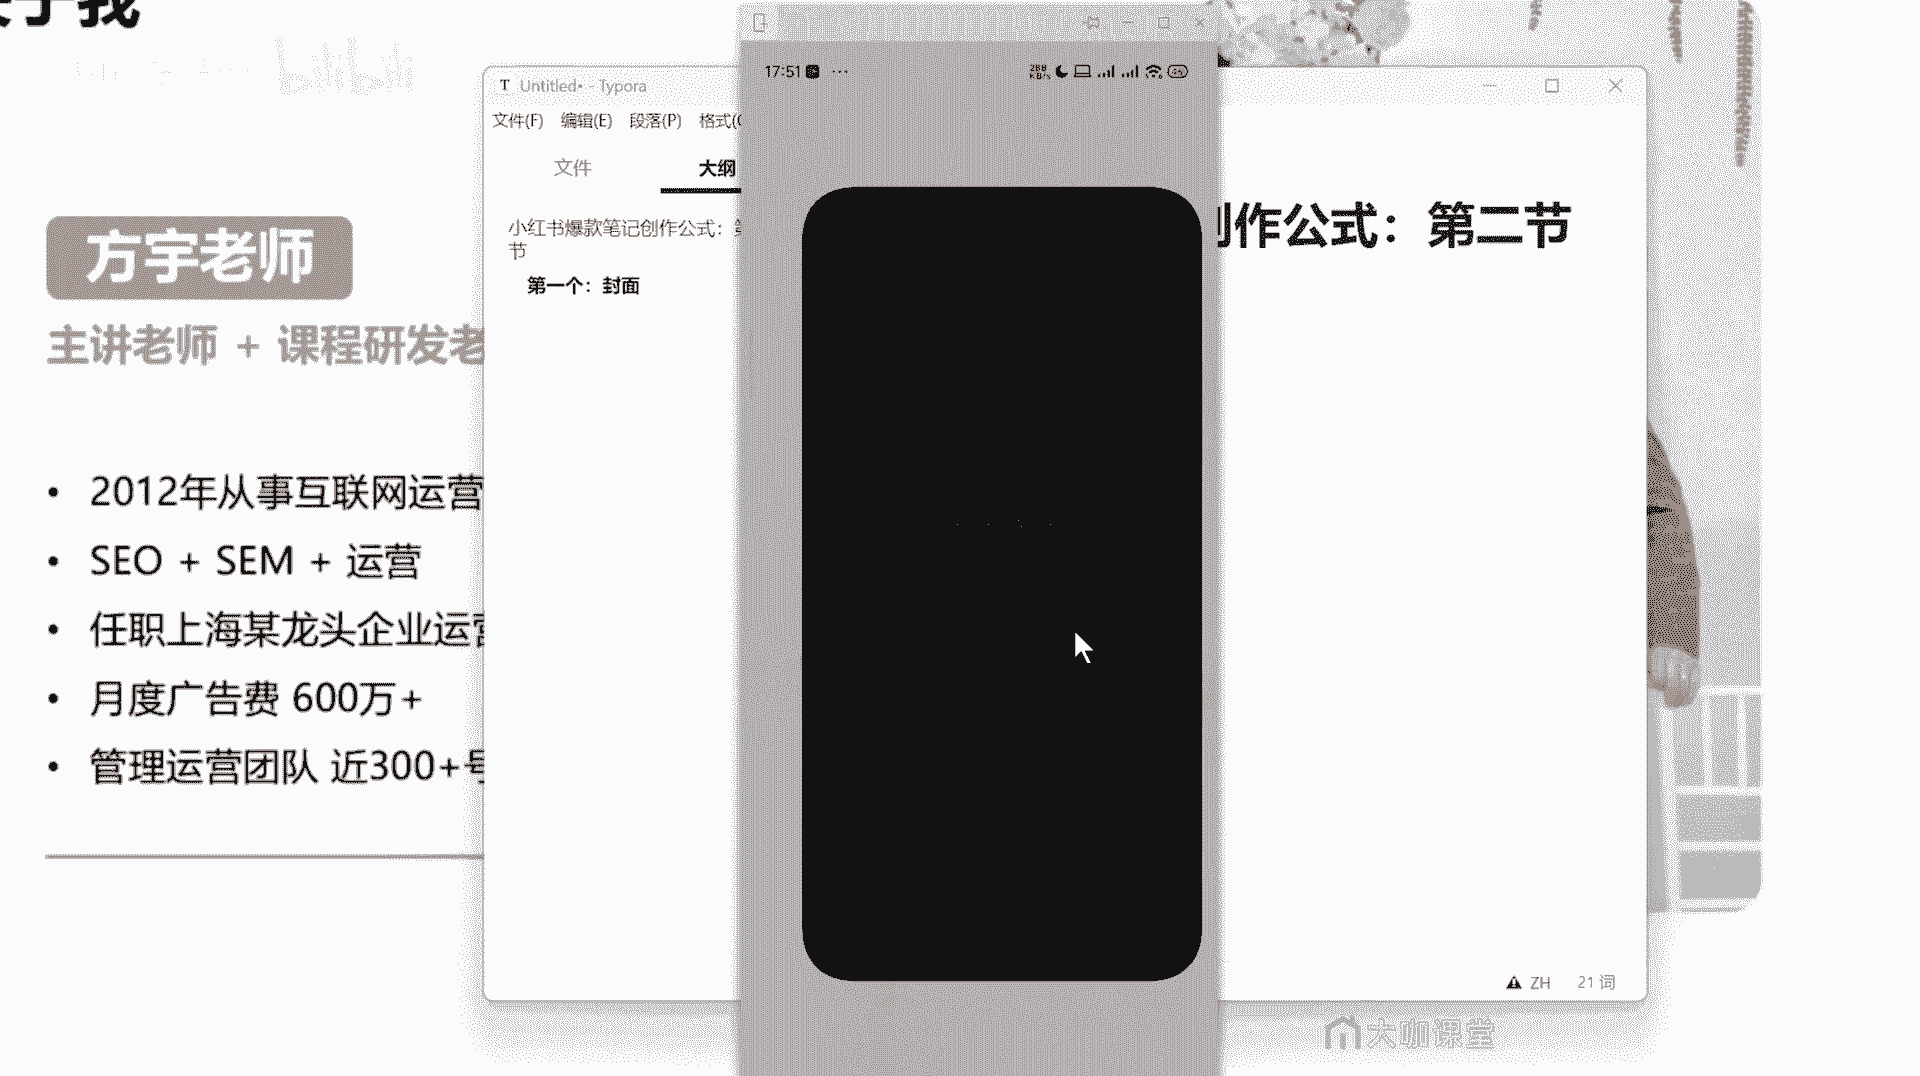 bilibili
方宇老师
主讲老师 + 课程研发老
• 2012年从事互联网运营
• SEO + SEM + 运营
• 任职上海某龙头企业运营
• 月度广告费 600万+
• 管理运营团队 近300+号
T Untitled• - Typora
文件(F) 编辑(E) 段落(P) 格式(O
文件 大纲
小红书爆款笔记创作公式：第
节
第一个：封面
17:51 ...
288 KB/s
创作公式：第二节
ZH 21 词
大咖课堂